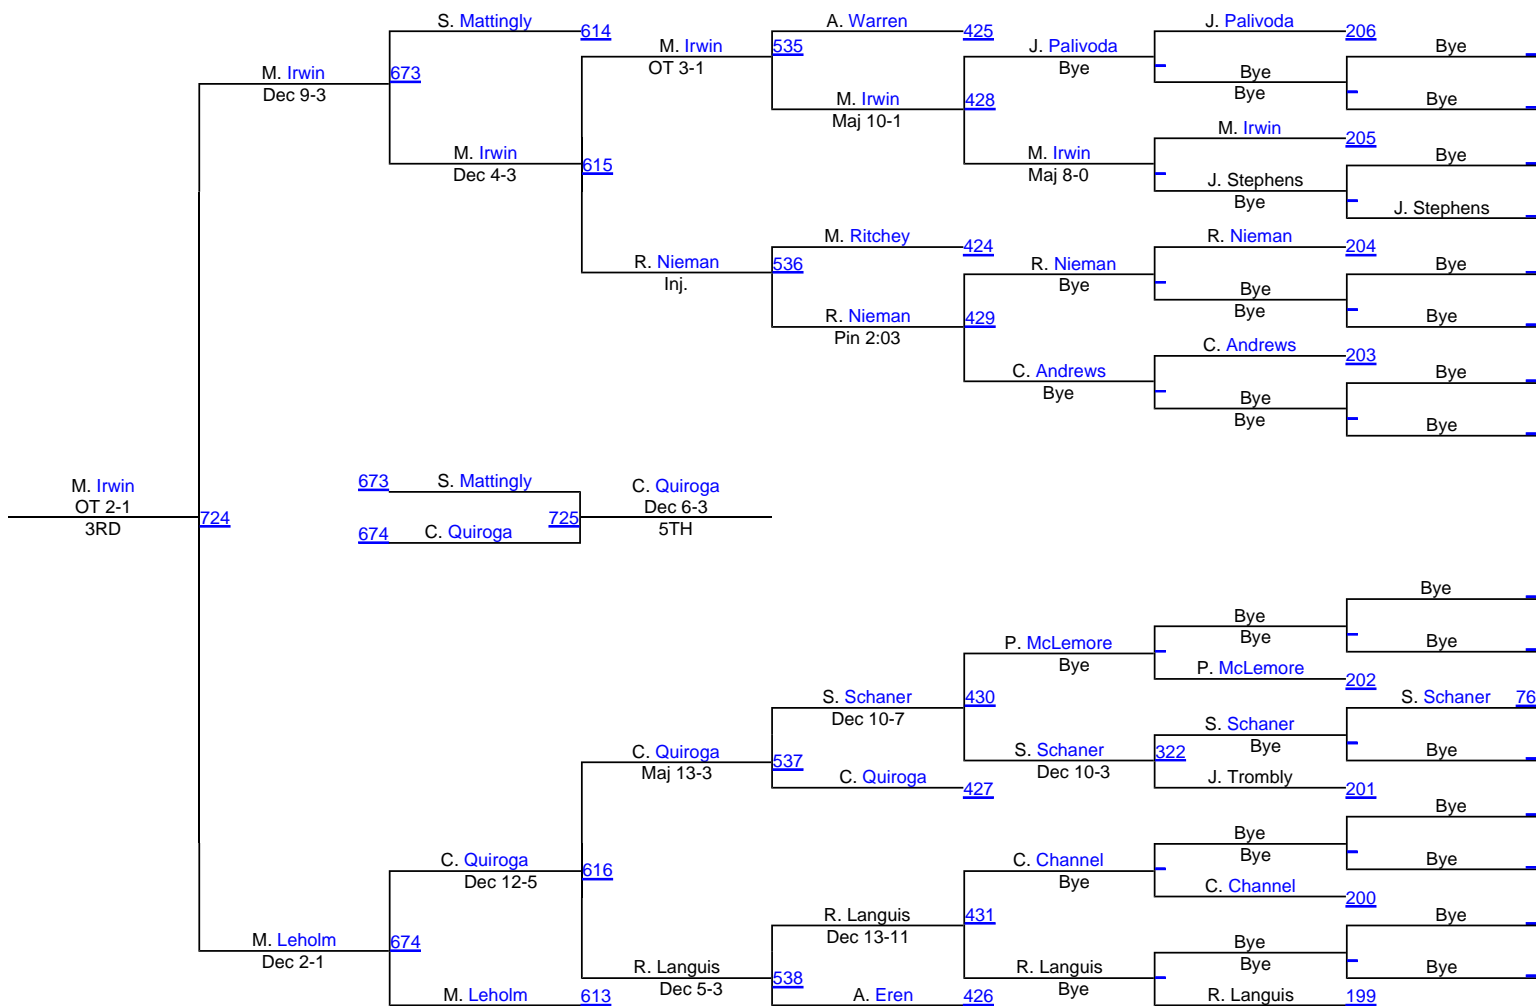 S. Mattingly
614
A. Warren
425
J. Palivoda
206
M. Irwin
OT 3-1
535
J. Palivoda
Bye
Bye
M. Irwin
Dec 9-3
673
Bye
Bye
M. Irwin
Maj 10-1
428
Bye
M. Irwin
205
M. Irwin
Dec 4-3
615
M. Irwin
Maj 8-0
Bye
J. Stephens
Bye
J. Stephens
M. Ritchey
424
R. Nieman
204
R. Nieman
Inj.
536
R. Nieman
Bye
Bye
Bye
Bye
R. Nieman
Pin 2:03
429
Bye
C. Andrews
203
C. Andrews
Bye
Bye
Bye
Bye
Bye
M. Irwin
OT 2-1
3RD
724
673
S. Mattingly
674
C. Quiroga
725
C. Quiroga
Dec 6-3
5TH
Bye
Bye
Bye
P. McLemore
Bye
Bye
P. McLemore
202
S. Schaner
Dec 10-7
430
S. Schaner
76
S. Schaner
Bye
C. Quiroga
Maj 13-3
537
S. Schaner
Dec 10-3
322
Bye
C. Quiroga
427
J. Trombly
201
Bye
Bye
Bye
C. Quiroga
Dec 12-5
616
C. Channel
Bye
Bye
C. Channel
200
R. Languis
Dec 13-11
431
Bye
M. Leholm
Dec 2-1
674
Bye
Bye
R. Languis
Dec 5-3
538
R. Languis
Bye
Bye
M. Leholm
613
A. Eren
426
R. Languis
199